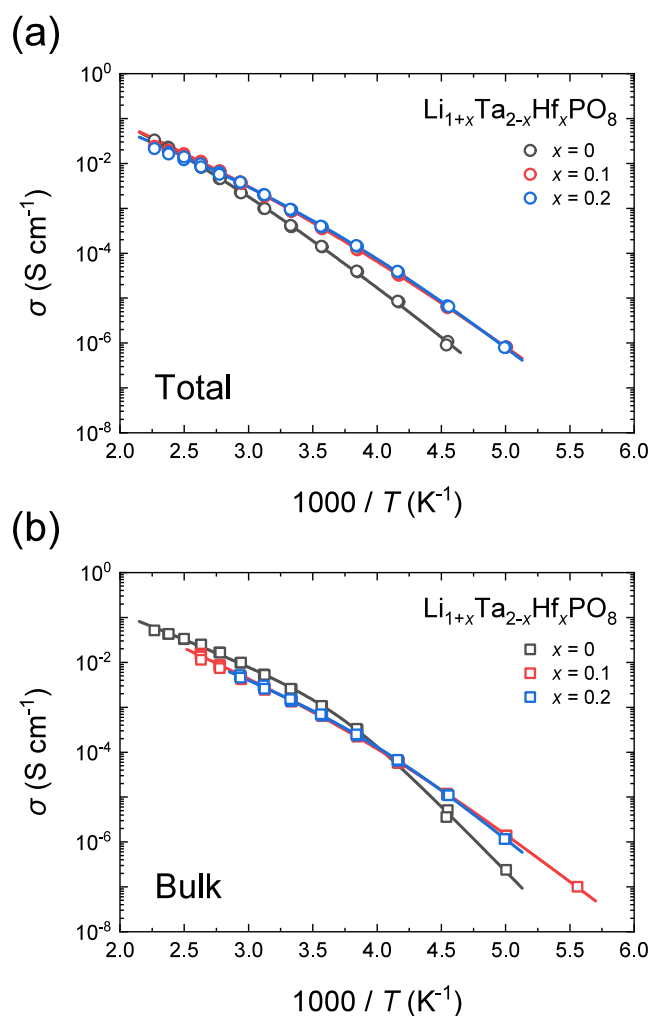 (a)
10⁰
10⁻²
10⁻⁴
10⁻⁶
10⁻⁸
σ (S cm⁻¹)
Li₁₊ₓTa₂₋ₓHfₓPO₈
x = 0
x = 0.1
x = 0.2
Total
2.0 2.5 3.0 3.5 4.0 4.5 5.0 5.5 6.0
1000 / T (K⁻¹)
(b)
10⁰
10⁻²
10⁻⁴
10⁻⁶
10⁻⁸
σ (S cm⁻¹)
Li₁₊ₓTa₂₋ₓHfₓPO₈
x = 0
x = 0.1
x = 0.2
Bulk
2.0 2.5 3.0 3.5 4.0 4.5 5.0 5.5 6.0
1000 / T (K⁻¹)